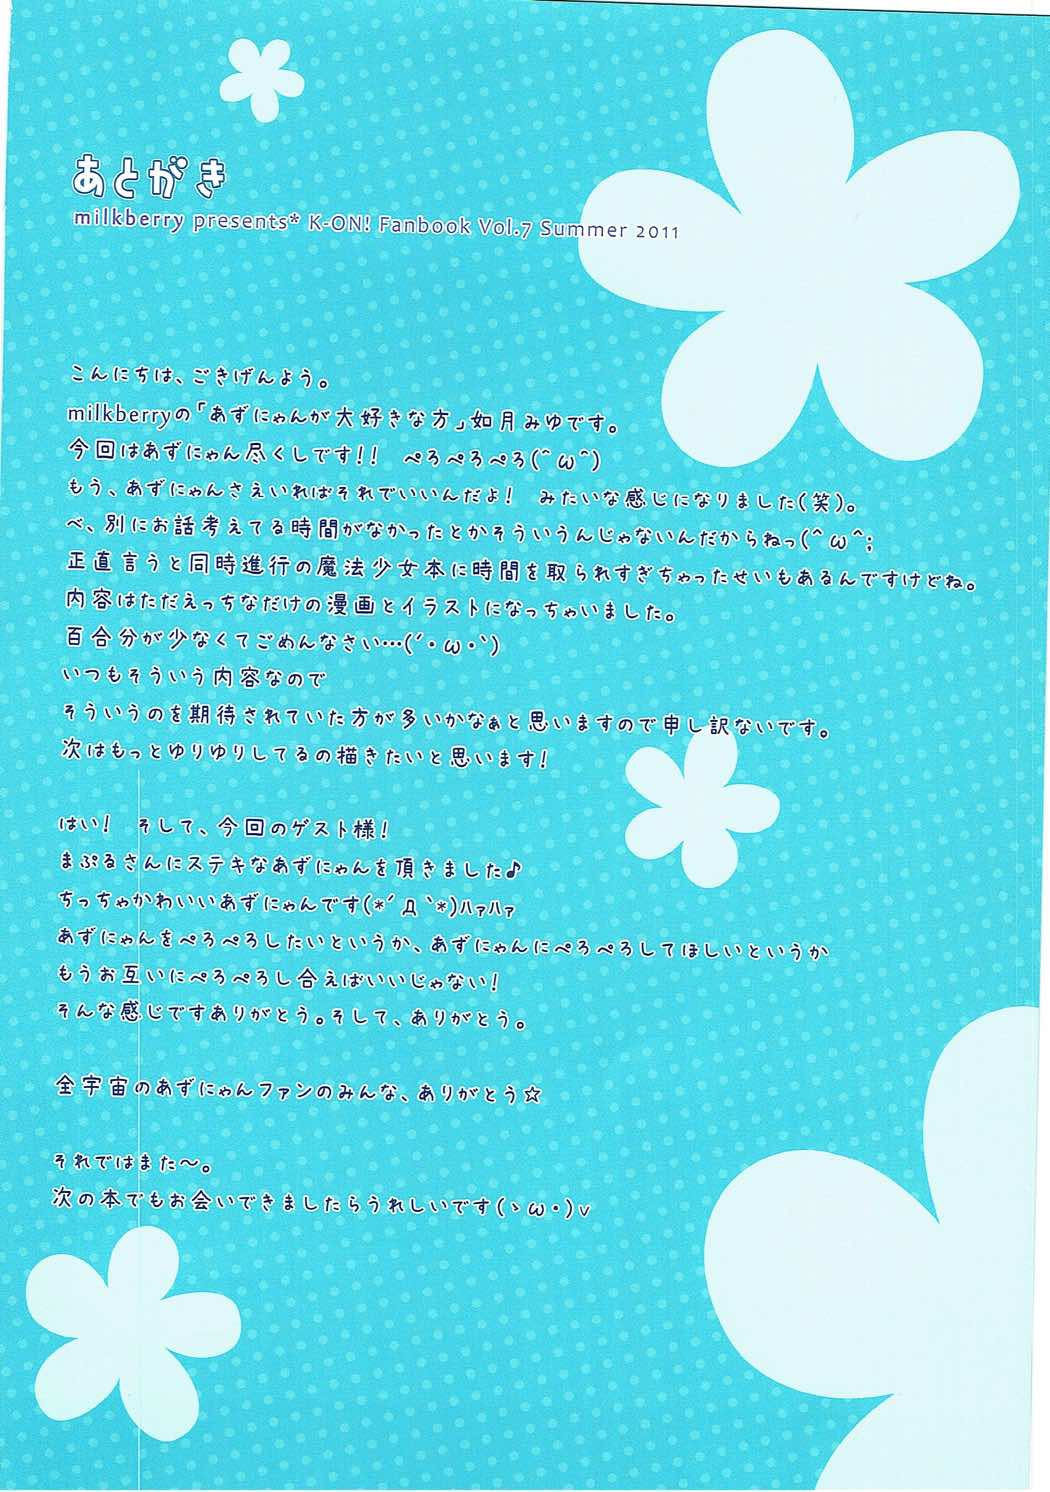 あとがき
milkberry presents* K-ON! Fanbook Vol.7 Summer 2011
こんにちは、ごきげんよう。
milkberryの「あずにゃんが大好きな方」如月みゆです。
今回はあずにゃん尽くしです!!　ぺろぺろぺろ(^ω^)
もう、あずにゃんさえいればそれでいいんだよ!　みたいな感じになりました(笑)。
べ、別にお話考えてる時間がなかったとかそういうんじゃないんだからねっ(^ω^;
正直言うと同時進行の魔法少女本に時間を取られすぎちゃったせいもあるんですけどね。
内容はただえっちなだけの漫画とイラストになっちゃいました。
百合分が少なくてごめんなさい…(´・ω・`)
いつもそういう内容なので
そういうのを期待されていた方が多いかなぁと思いますので申し訳ないです。
次はもっとゆりゆりしてるの描きたいと思います!
はい!　そして、今回のゲスト様!
まぷるさんにステキなあずにゃんを頂きました♪
ちっちゃかわいいあずにゃんです(*´Д`*)ハァハァ
あずにゃんをぺろぺろしたいというか、あずにゃんにぺろぺろしてほしいというか
もうお互いにぺろぺろし合えばいいじゃない!
そんな感じですありがとう。そして、ありがとう。
全宇宙のあずにゃんファンのみんな、ありがとう☆
それではまた～。
次の本でもお会いできましたらうれしいです(ゝω・)v